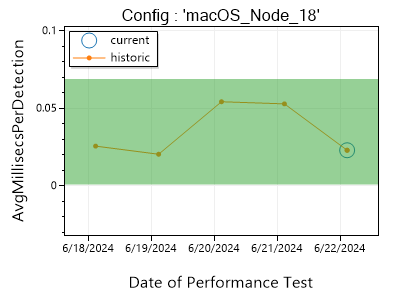 Config : 'macOS_Node_18'
current
historic
AvgMillisecsPerDetection
0.1
0.05
0
6/18/2024 6/19/2024 6/20/2024 6/21/2024 6/22/2024
Date of Performance Test